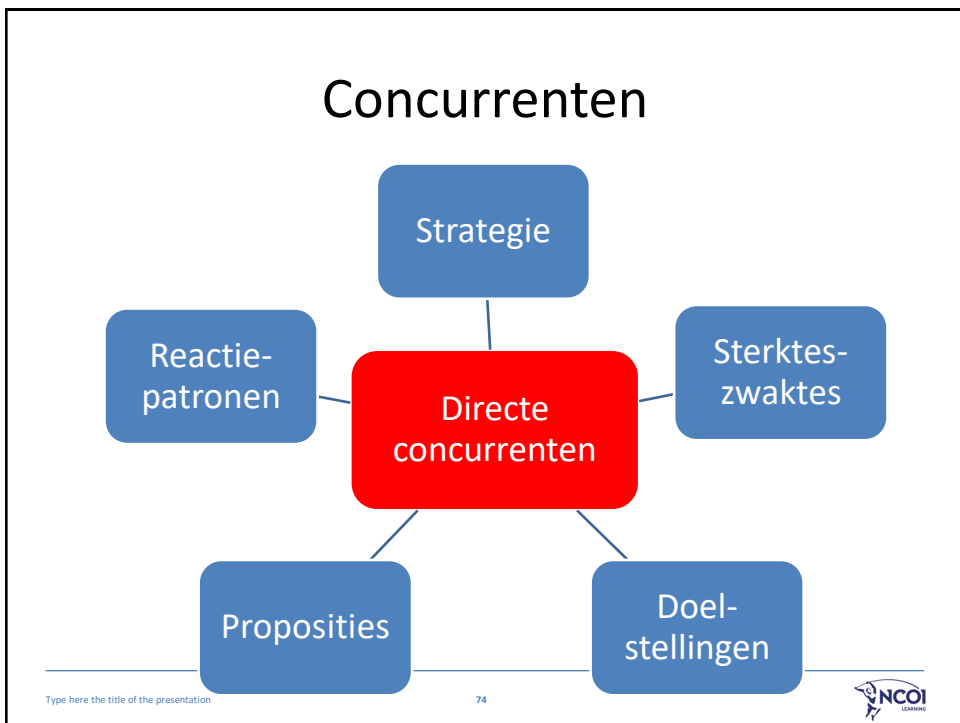 Concurrenten
Strategie
Reactie-
patronen
Sterktes-
zwaktes
Directe
concurrenten
Proposities
Doel-
stellingen
Type here the title of the presentation
74
NCOI
LEARNING